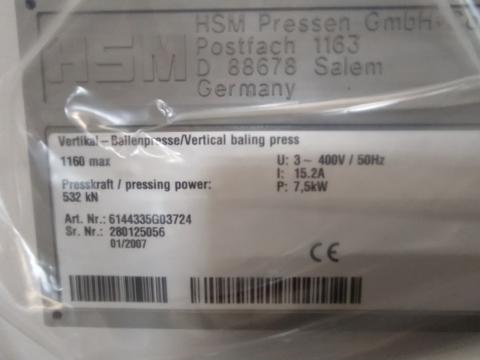 HSM
HSM Pressen GmbH
Postfach 1163
D 88678 Salem
Germany
Vertikal-Ballenpresse/Vertical baling press
1160 max
U: 3~ 400V / 50Hz
I: 15.2A
P: 7,5kW
Presskraft / pressing power:
532 kN
Art. Nr.: 6144335G03724
Sr. Nr.: 280125056
01/2007
CE